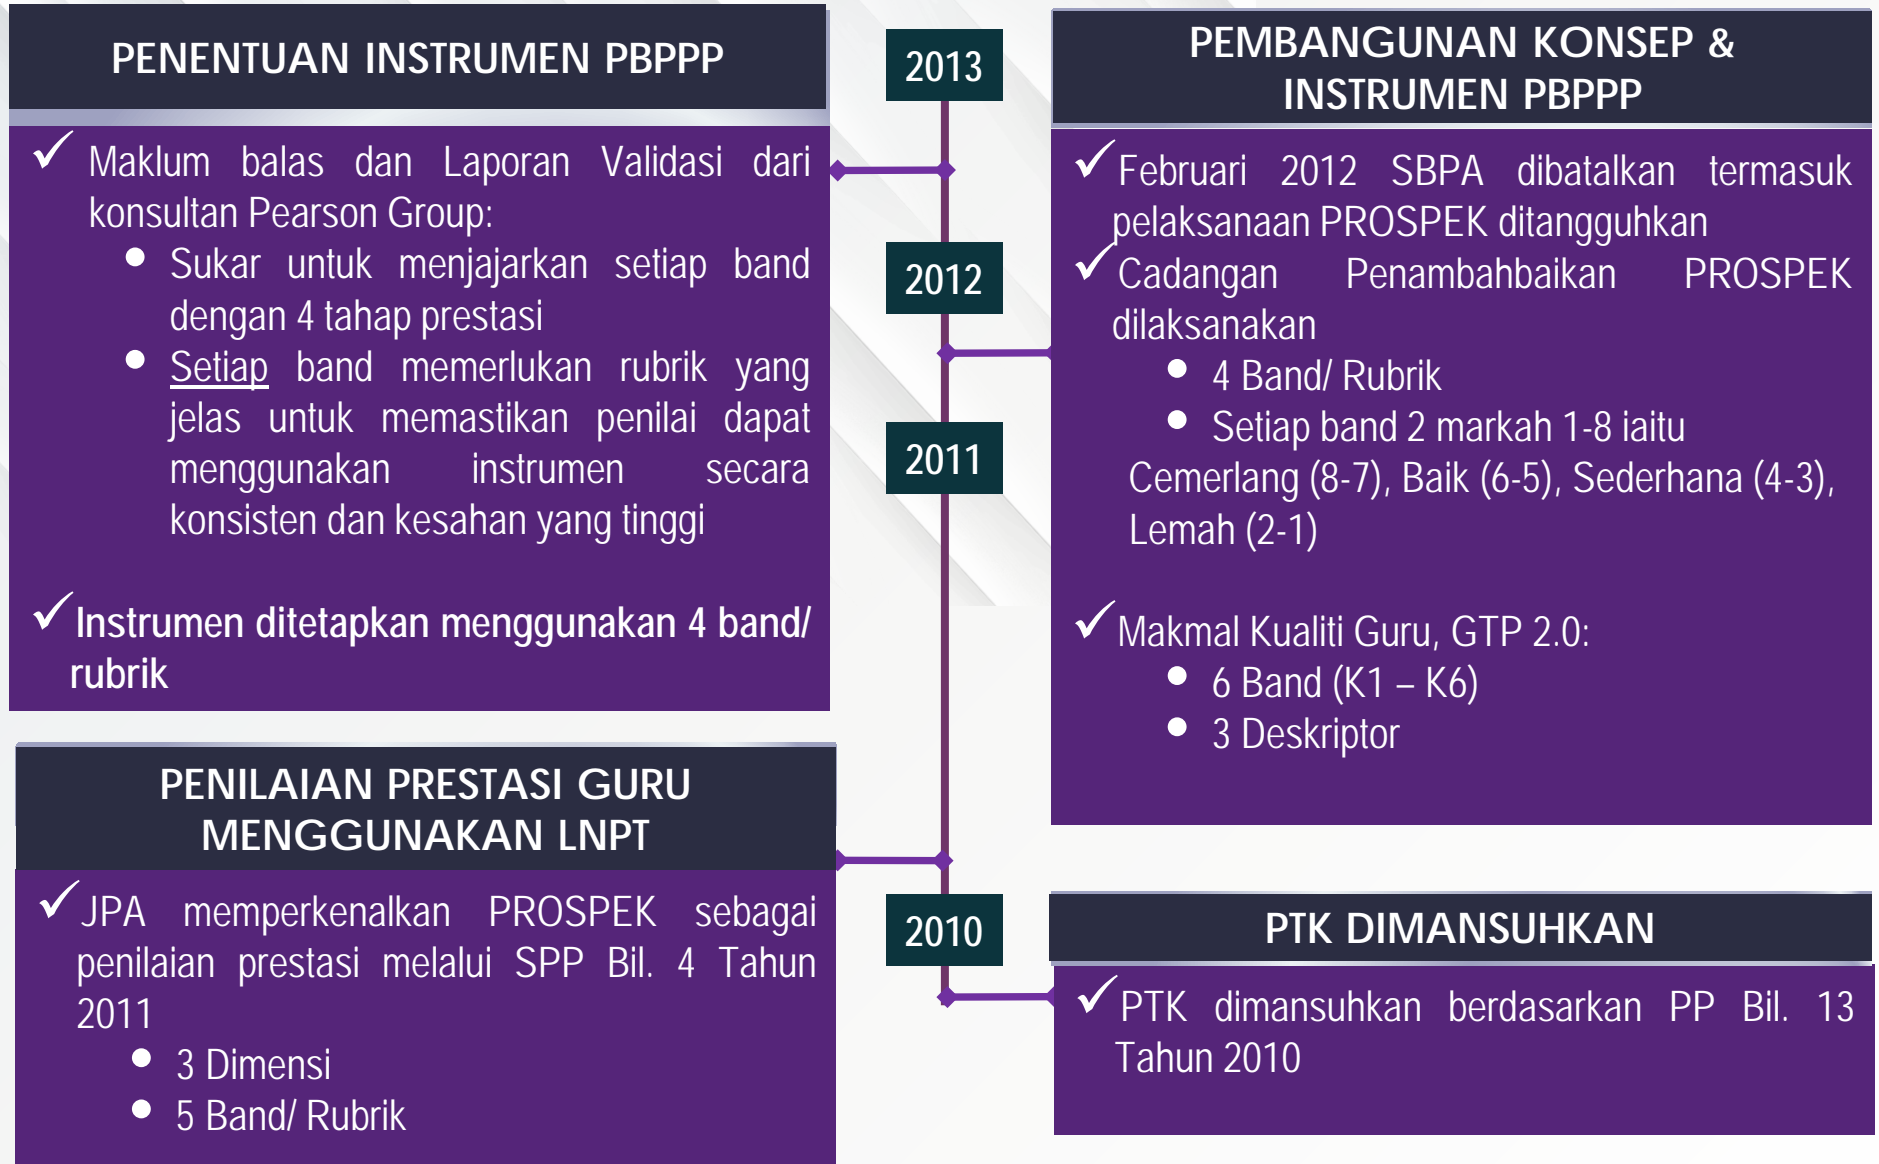 PENENTUAN INSTRUMEN PBPPP
✓ Maklum balas dan Laporan Validasi dari
konsultan Pearson Group:
• Sukar untuk menjajarkan setiap band
dengan 4 tahap prestasi
• Setiap band memerlukan rubrik yang
jelas untuk memastikan penilai dapat
menggunakan instrumen secara
konsisten dan kesahan yang tinggi
✓ Instrumen ditetapkan menggunakan 4 band/
rubrik
2013
2012
2011
2010
PEMBANGUNAN KONSEP &
INSTRUMEN PBPPP
✓ Februari 2012 SBPA dibatalkan termasuk
pelaksanaan PROSPEK ditangguhkan
✓ Cadangan Penambahbaikan PROSPEK
dilaksanakan
• 4 Band/ Rubrik
• Setiap band 2 markah 1-8 iaitu
Cemerlang (8-7), Baik (6-5), Sederhana (4-3),
Lemah (2-1)
✓ Makmal Kualiti Guru, GTP 2.0:
• 6 Band (K1 – K6)
• 3 Deskriptor
PENILAIAN PRESTASI GURU
MENGGUNAKAN LNPT
✓ JPA memperkenalkan PROSPEK sebagai
penilaian prestasi melalui SPP Bil. 4 Tahun
2011
• 3 Dimensi
• 5 Band/ Rubrik
PTK DIMANSUHKAN
✓ PTK dimansuhkan berdasarkan PP Bil. 13
Tahun 2010